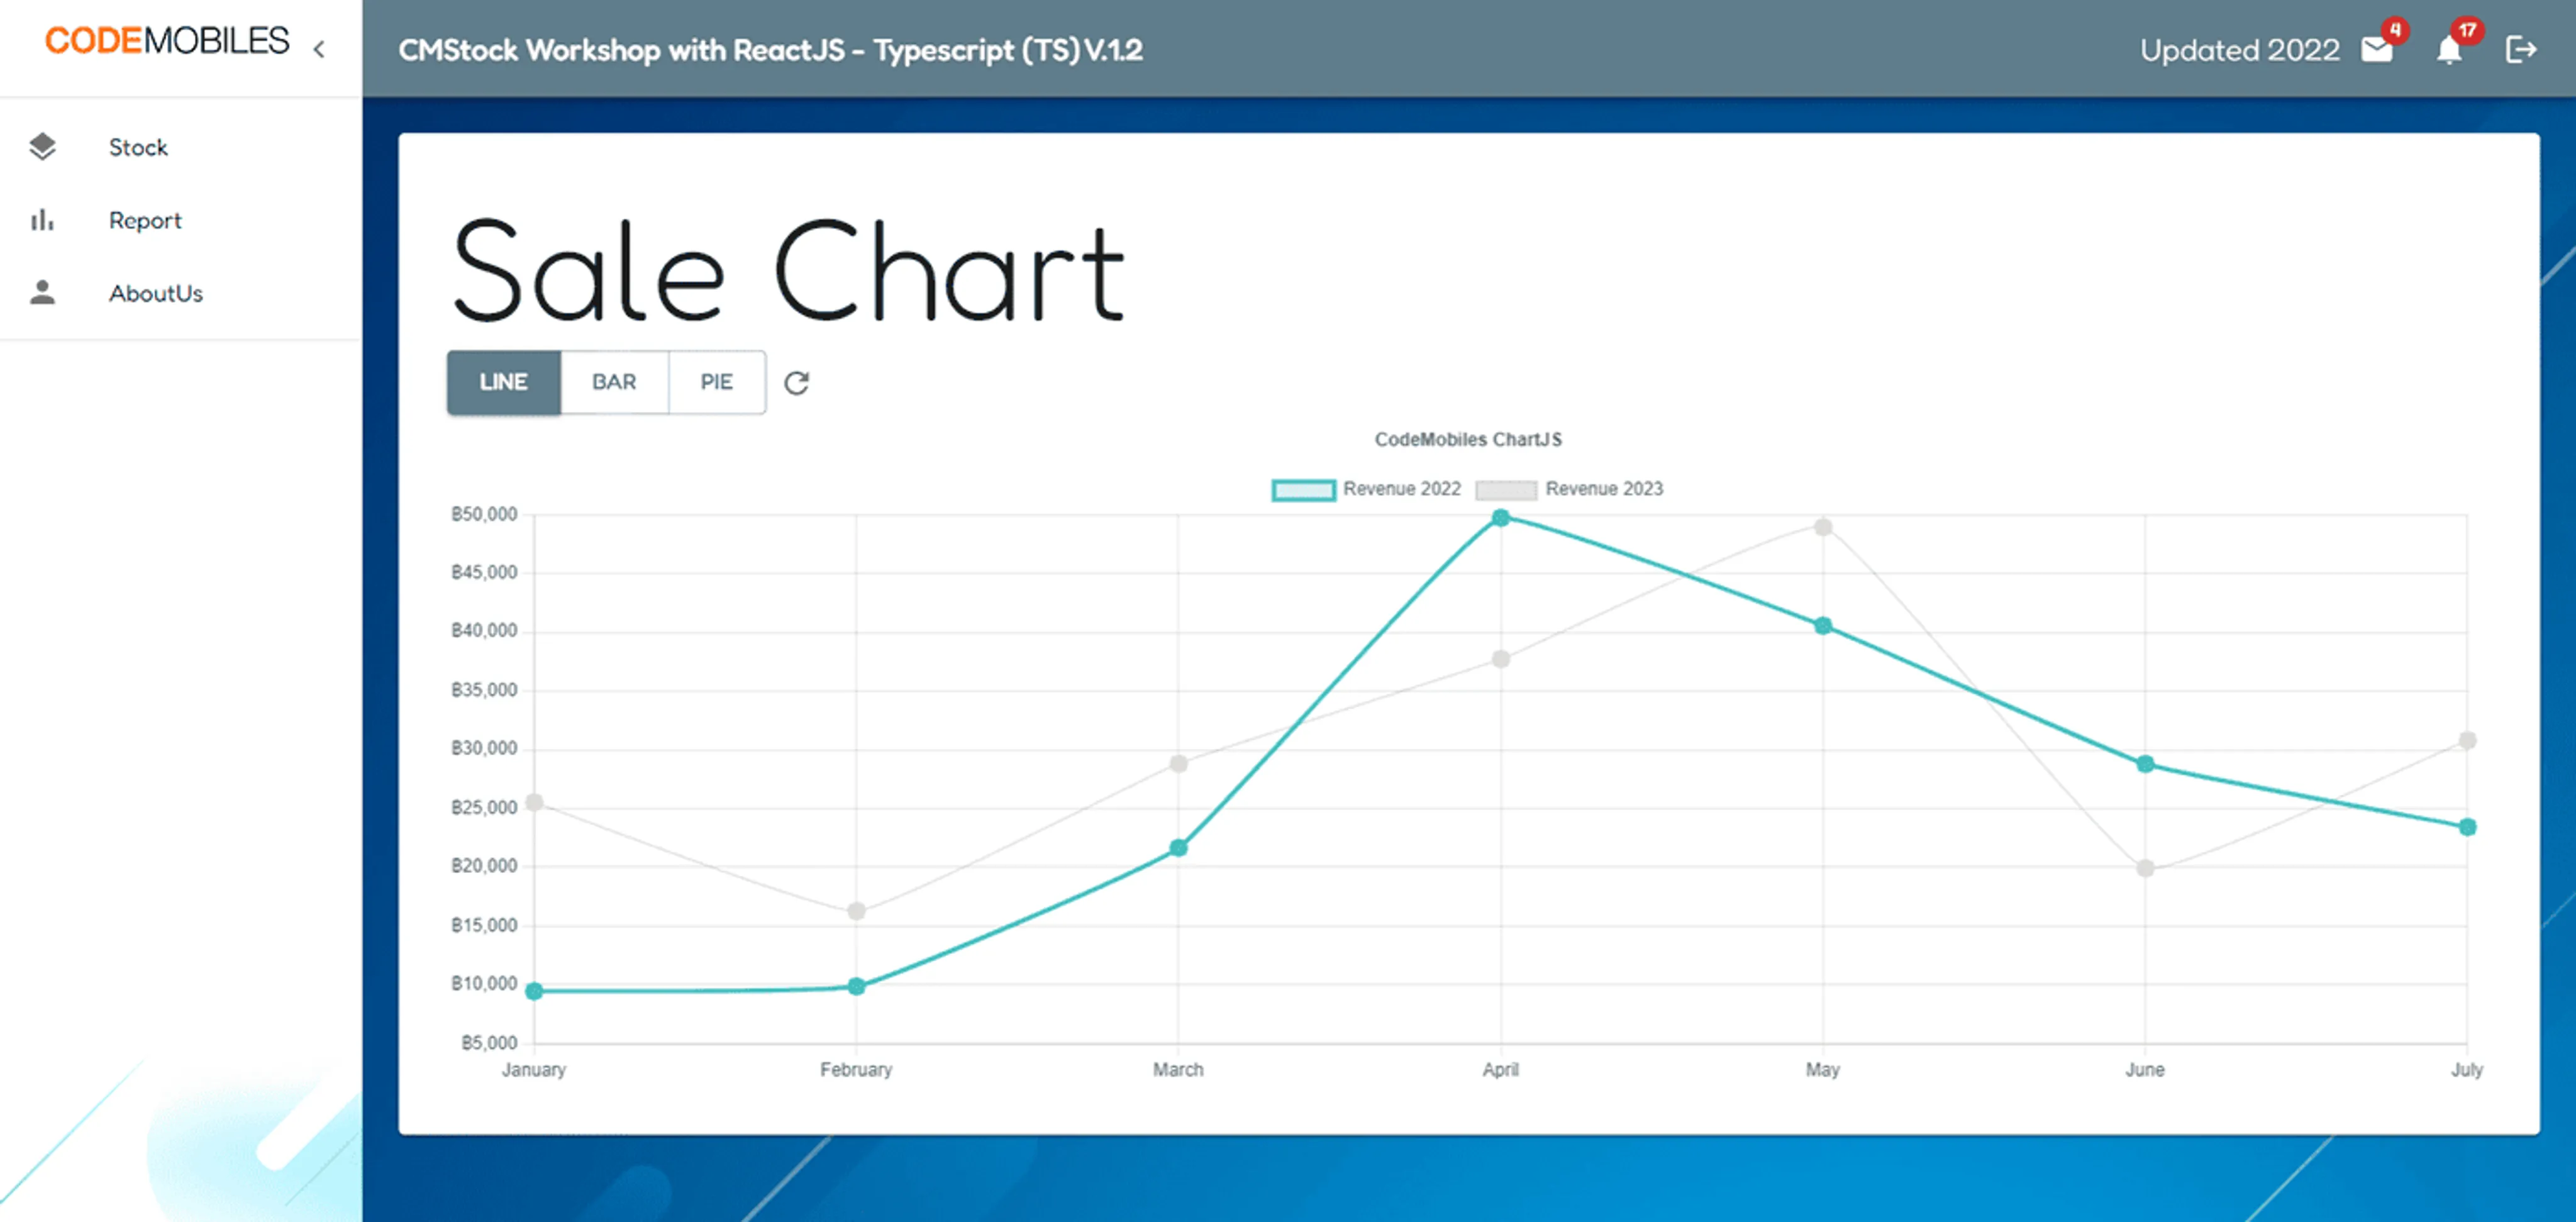 CODEMOBILES
CMStock Workshop with ReactJS - Typescript (TS) V.1.2
Updated 2022
4
17
Stock
Report
AboutUs
Sale Chart
LINE
BAR
PIE
CodeMobiles ChartJS
Revenue 2022
Revenue 2023
฿50,000
฿45,000
฿40,000
฿35,000
฿30,000
฿25,000
฿20,000
฿15,000
฿10,000
฿5,000
January
February
March
April
May
June
July